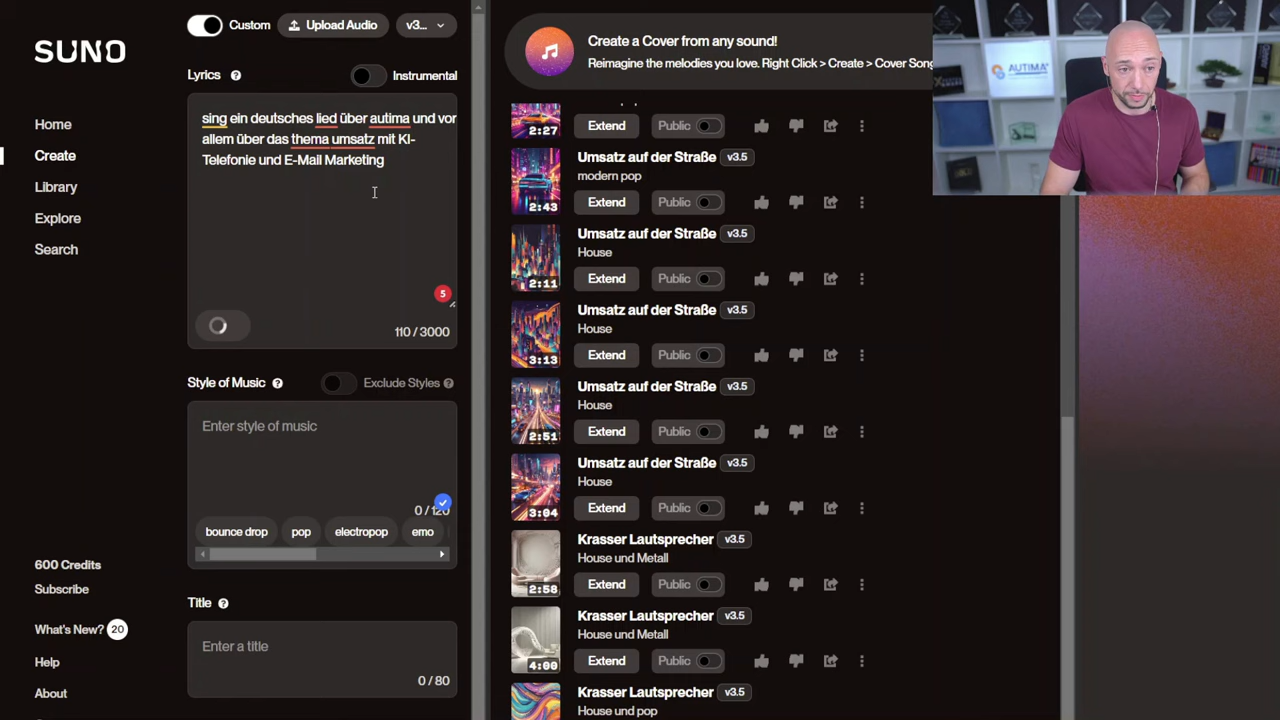 SUNO
Home
Create
Library
Explore
Search
600 Credits
Subscribe
What's New? 20
Help
About
Custom
Upload Audio
v3...
Lyrics
Instrumental
sing ein deutsches lied über autima und vor
allem über das thema umsatz mit KI-
Telefonie und E-Mail Marketing
5
110 / 3000
Style of Music
Exclude Styles
Enter style of music
0 / 120
bounce drop
pop
electropop
emo
Title
Enter a title
0 / 80
Create a Cover from any sound!
Reimagine the melodies you love. Right Click > Create > Cover Song
2:27
Extend
Public
Umsatz auf der Straße v3.5
modern pop
2:43
Extend
Public
Umsatz auf der Straße v3.5
House
2:11
Extend
Public
Umsatz auf der Straße v3.5
House
3:13
Extend
Public
Umsatz auf der Straße v3.5
House
2:51
Extend
Public
Umsatz auf der Straße v3.5
House
3:04
Extend
Public
Krasser Lautsprecher v3.5
House und Metall
2:58
Extend
Public
Krasser Lautsprecher v3.5
House und Metall
4:00
Extend
Public
Krasser Lautsprecher v3.5
House und pop
AUTIMA